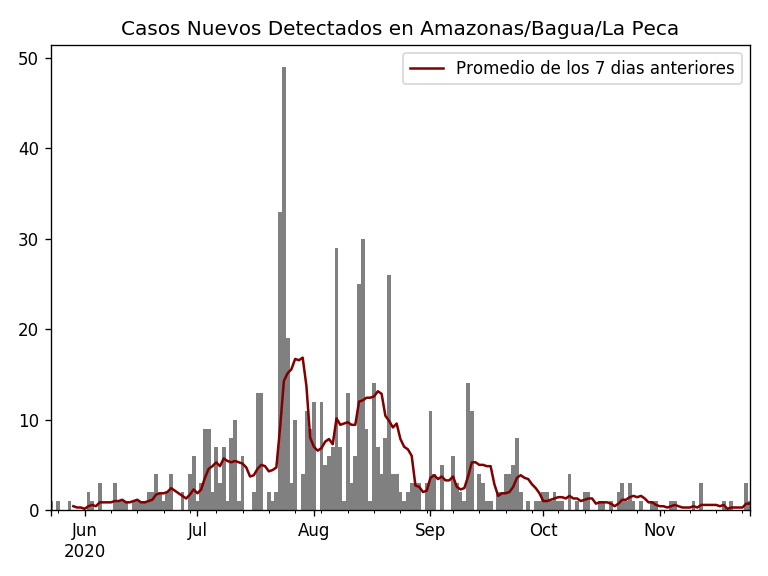 Casos Nuevos Detectados en Amazonas/Bagua/La Peca
Promedio de los 7 dias anteriores
50
40
30
20
10
0
Jun Jul Aug Sep Oct Nov
2020